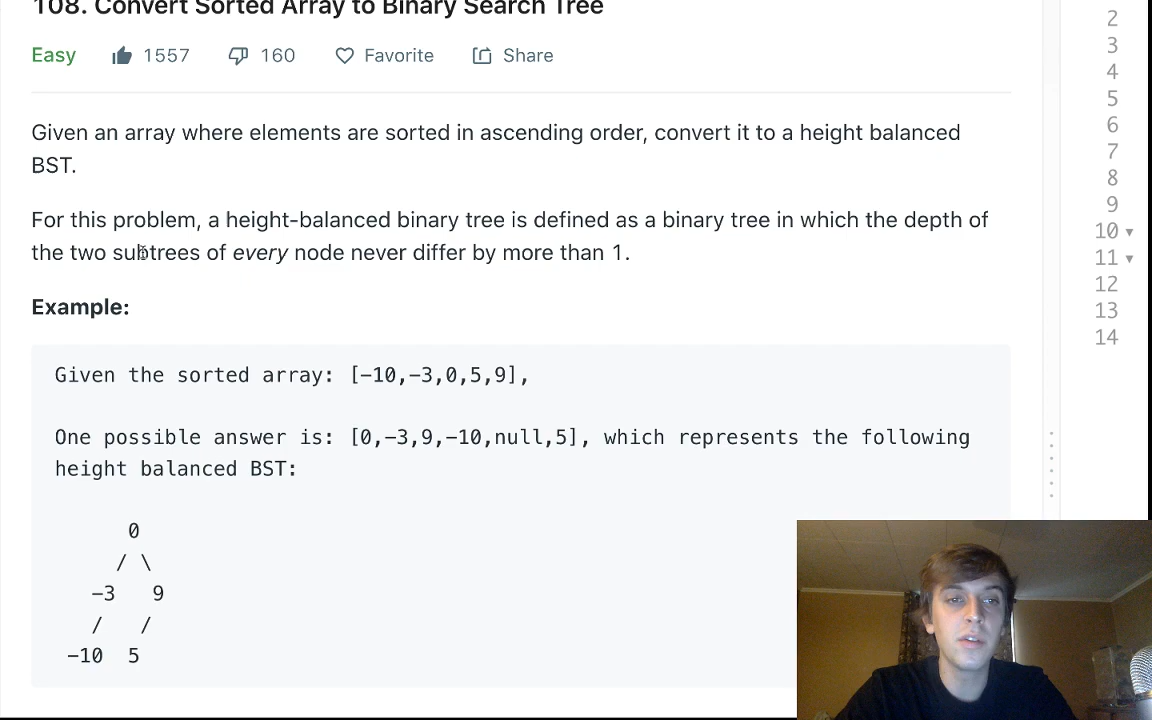 108. Convert Sorted Array to Binary Search Tree
Easy 1557 160 Favorite Share
Given an array where elements are sorted in ascending order, convert it to a height balanced
BST.
For this problem, a height-balanced binary tree is defined as a binary tree in which the depth of
the two subtrees of every node never differ by more than 1.
Example:
Given the sorted array: [-10,-3,0,5,9],
One possible answer is: [0,-3,9,-10,null,5], which represents the following
height balanced BST:
0
/ \
-3 9
/ /
-10 5
2
3
4
5
6
7
8
9
10
11
12
13
14